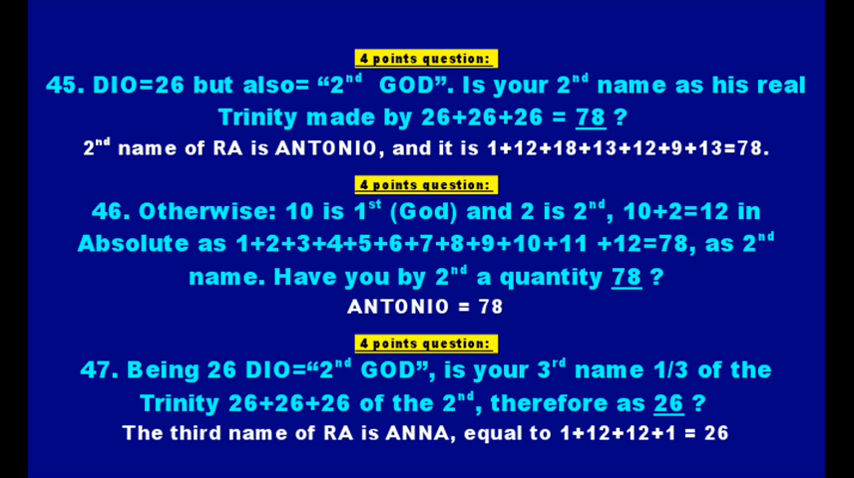 4 points question:
45. DIO=26 but also= “2nd GOD”. Is your 2nd name as his real
Trinity made by 26+26+26 = 78 ?
2nd name of RA is ANTONIO, and it is 1+12+18+13+12+9+13=78.
4 points question:
46. Otherwise: 10 is 1st (God) and 2 is 2nd, 10+2=12 in
Absolute as 1+2+3+4+5+6+7+8+9+10+11 +12=78, as 2nd
name. Have you by 2nd a quantity 78 ?
ANTONIO = 78
4 points question:
47. Being 26 DIO=“2nd GOD”, is your 3rd name 1/3 of the
Trinity 26+26+26 of the 2nd, therefore as 26 ?
The third name of RA is ANNA, equal to 1+12+12+1 = 26